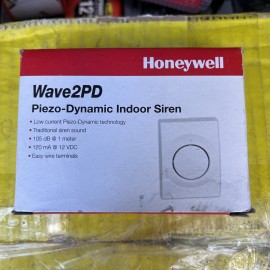 Honeywell
Wave2PD
Piezo-Dynamic Indoor Siren
• Low current Piezo-Dynamic technology
• Traditional siren sound
• 105 dB @ 1 meter
• 120 mA @ 12 VDC
• Easy wire terminals